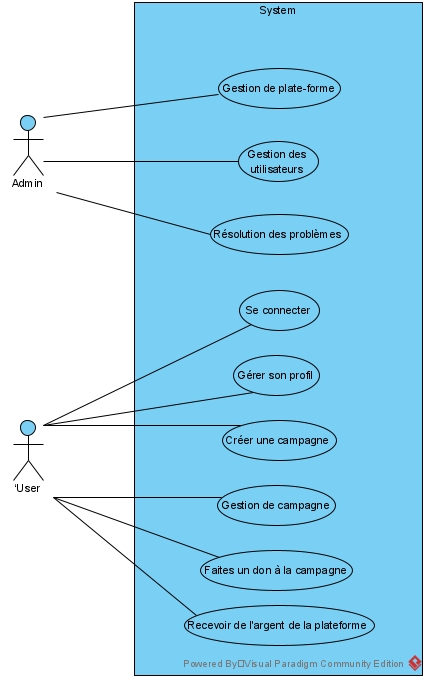 System
Gestion de plate-forme
Gestion des
utilisateurs
Admin
Résolution des problèmes
Se connecter
Gérer son profil
Créer une campagne
'User
Gestion de campagne
Faites un don à la campagne
Recevoir de l'argent de la plateforme
Powered By□Visual Paradigm Community Edition